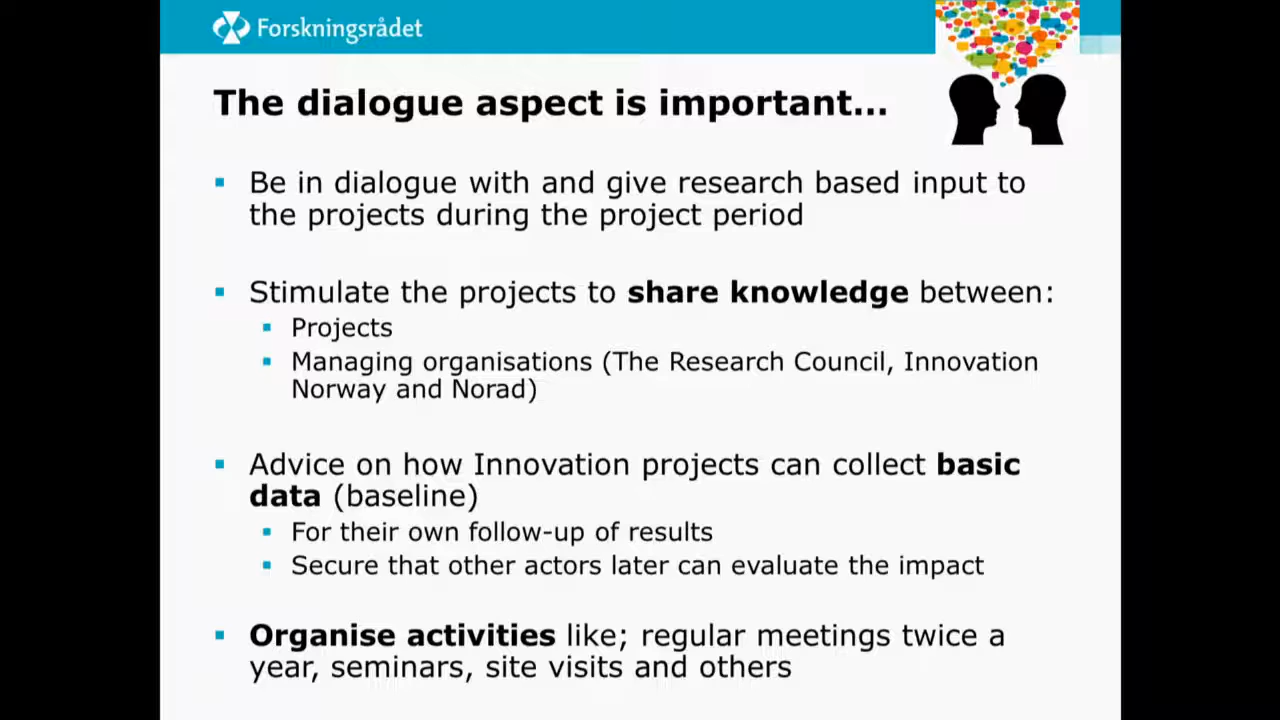 Forskningsrådet
The dialogue aspect is important...
Be in dialogue with and give research based input to
the projects during the project period
Stimulate the projects to share knowledge between:
Projects
Managing organisations (The Research Council, Innovation
Norway and Norad)
Advice on how Innovation projects can collect basic
data (baseline)
For their own follow-up of results
Secure that other actors later can evaluate the impact
Organise activities like; regular meetings twice a
year, seminars, site visits and others